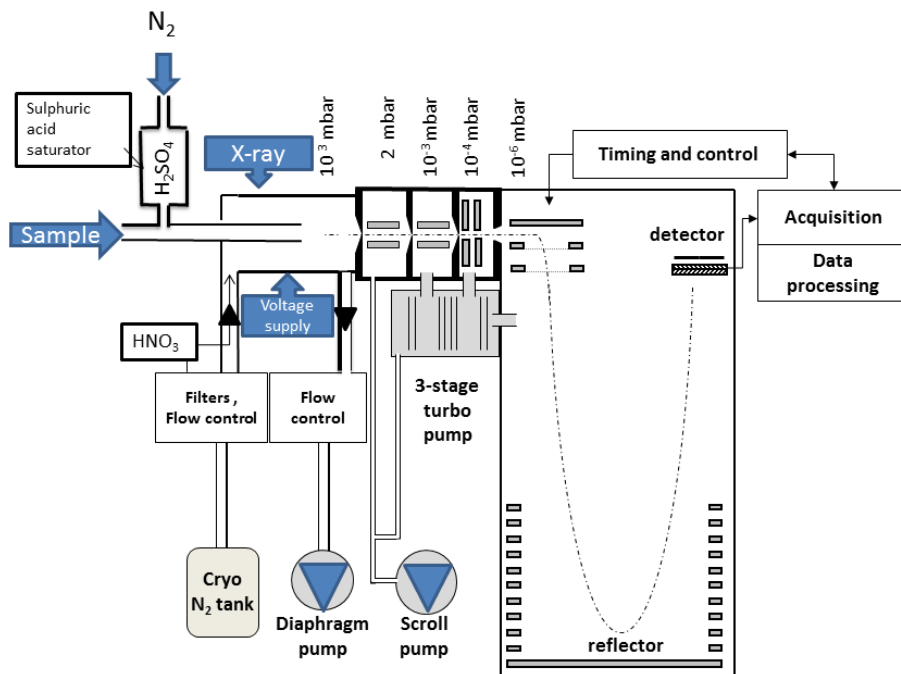 N₂
Sulphuric
acid
saturator
H₂SO₄
X-ray
10³ mbar
2 mbar
10⁻³ mbar
10⁻⁴ mbar
10⁻⁶ mbar
Timing and control
Acquisition
Data
processing
detector
Sample
Voltage
supply
HNO₃
Filters ,
Flow control
Flow
control
3-stage
turbo
pump
Cryo
N₂ tank
Diaphragm
pump
Scroll
pump
reflector